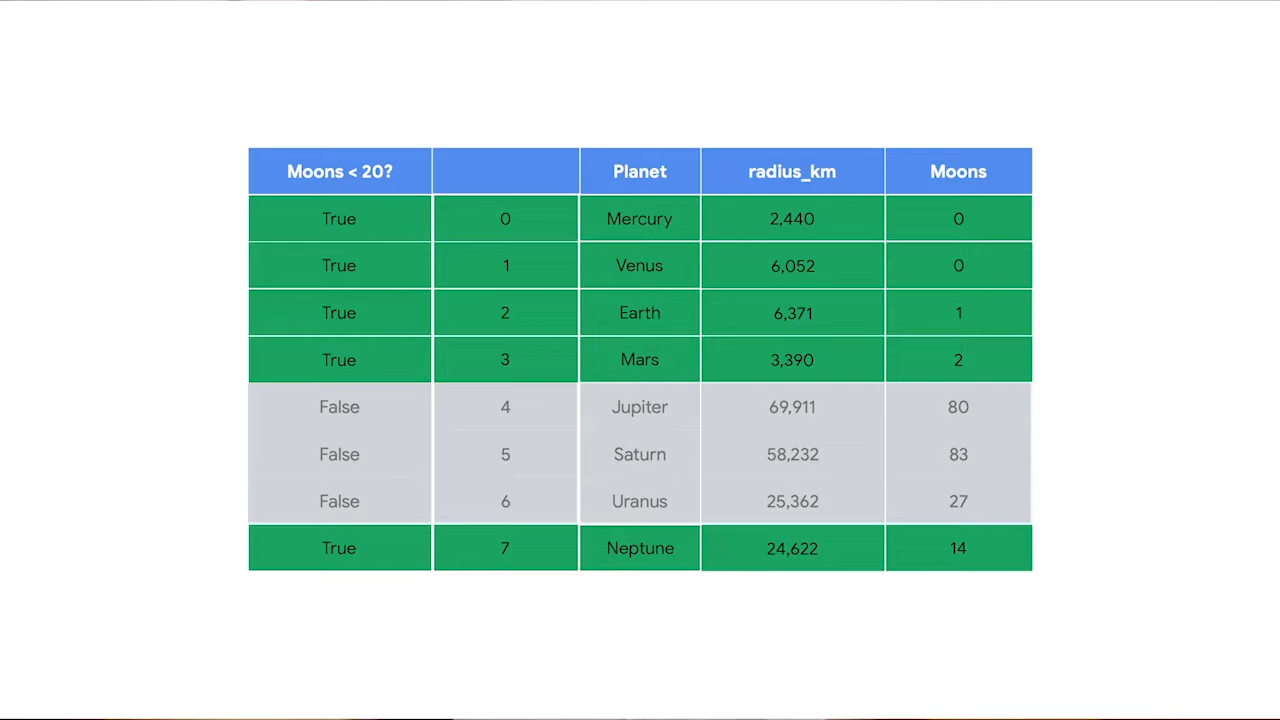 Moons < 20? Planet radius_km Moons
True 0 Mercury 2,440 0
True 1 Venus 6,052 0
True 2 Earth 6,371 1
True 3 Mars 3,390 2
False 4 Jupiter 69,911 80
False 5 Saturn 58,232 83
False 6 Uranus 25,362 27
True 7 Neptune 24,622 14